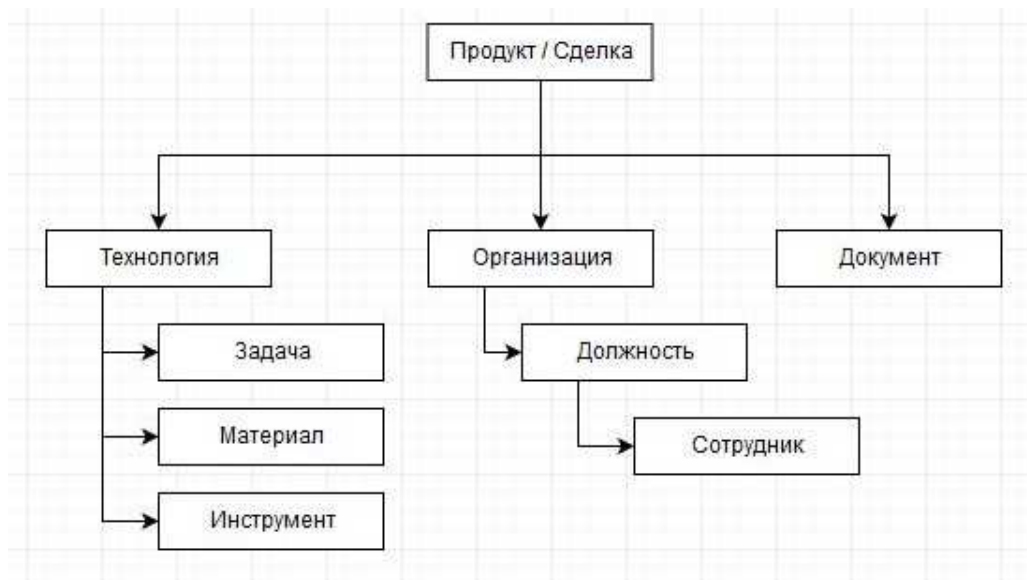 Продукт / Сделка
Технология
Организация
Документ
Задача
Должность
Материал
Сотрудник
Инструмент